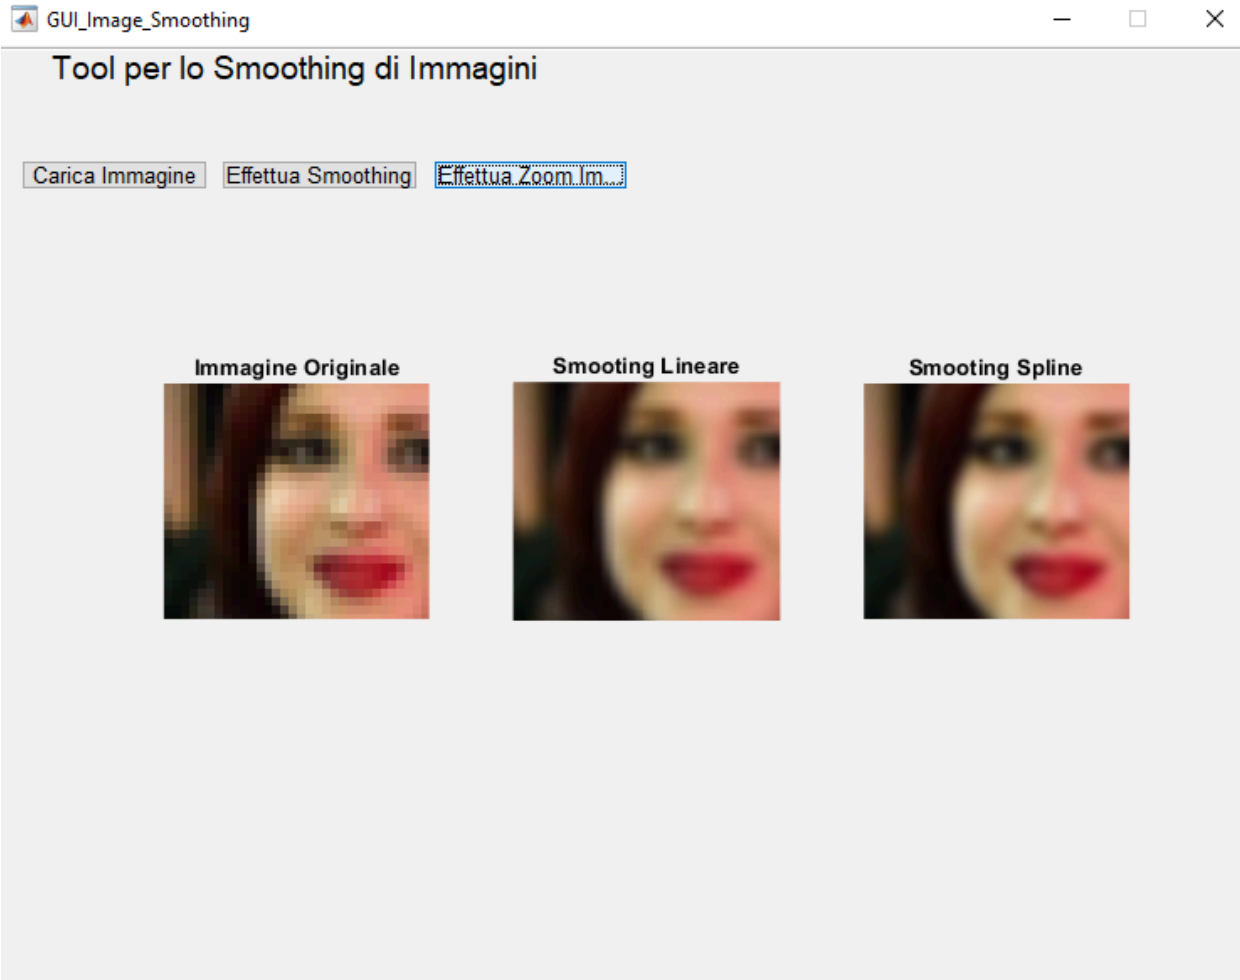 GUI_Image_Smoothing
Tool per lo Smoothing di Immagini
Carica Immagine
Effettua Smoothing
Effettua Zoom Im...
Immagine Originale
Smooting Lineare
Smooting Spline